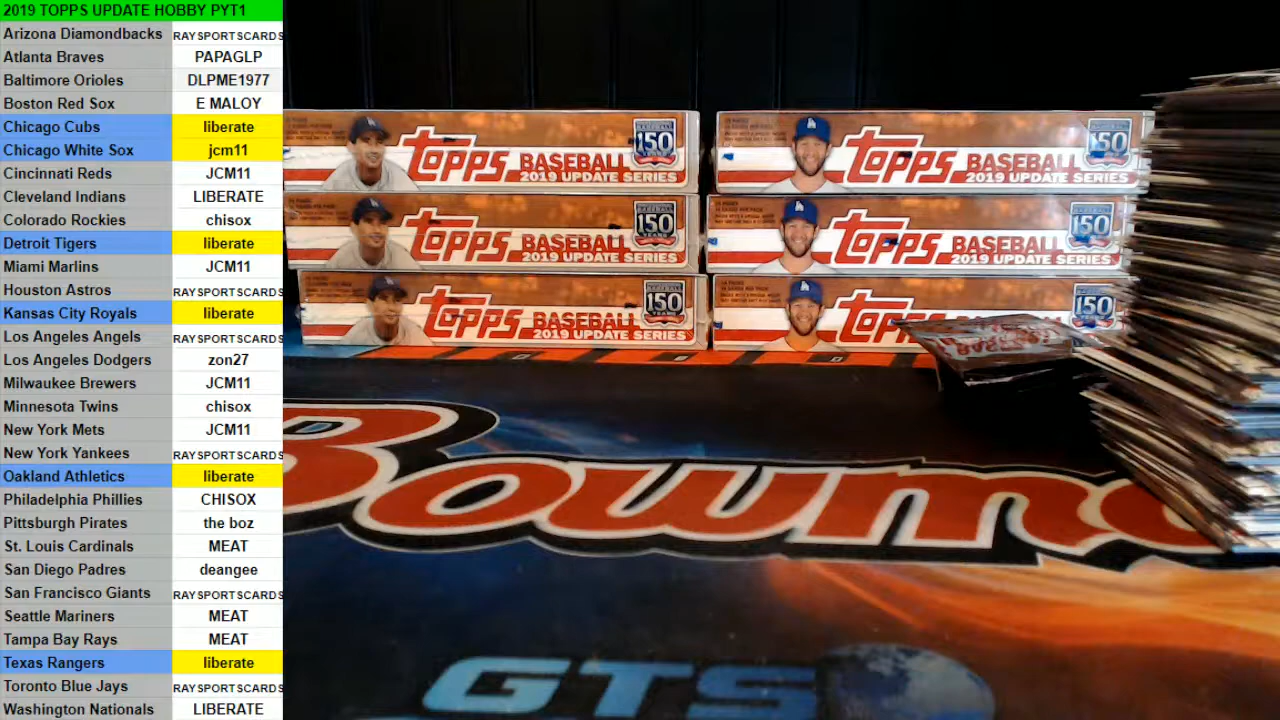 2019 TOPPS UPDATE HOBBY PYT1
Arizona Diamondbacks RAYSPORTSCARDS
Atlanta Braves PAPAGLP
Baltimore Orioles DLPME1977
Boston Red Sox E MALOY
Chicago Cubs liberate
Chicago White Sox jcm11
Cincinnati Reds JCM11
Cleveland Indians LIBERATE
Colorado Rockies chisox
Detroit Tigers liberate
Miami Marlins JCM11
Houston Astros RAYSPORTSCARDS
Kansas City Royals liberate
Los Angeles Angels RAYSPORTSCARDS
Los Angeles Dodgers zon27
Milwaukee Brewers JCM11
Minnesota Twins chisox
New York Mets JCM11
New York Yankees RAYSPORTSCARDS
Oakland Athletics liberate
Philadelphia Phillies CHISOX
Pittsburgh Pirates the boz
St. Louis Cardinals MEAT
San Diego Padres deangee
San Francisco Giants RAYSPORTSCARDS
Seattle Mariners MEAT
Tampa Bay Rays MEAT
Texas Rangers liberate
Toronto Blue Jays RAYSPORTSCARDS
Washington Nationals LIBERATE
topps BASEBALL 150 YEARS
2019 UPDATE SERIES
topps BASEBALL 150 YEARS
2019 UPDATE SERIES
topps BASEBALL 150 YEARS
2019 UPDATE SERIES
topps BASEBALL 150 YEARS
2019 UPDATE SERIES
topps BASEBALL 150 YEARS
2019 UPDATE SERIES
topps 150 YEARS
Bowm
GTS